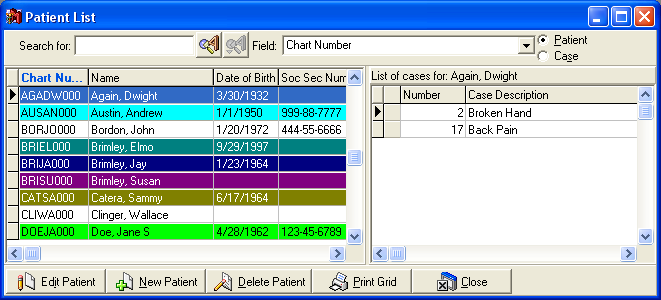 Patient List
Search for: Field: Chart Number Patient
Case
Chart Nu... Name Date of Birth Soc Sec Num
AGADW000 Again, Dwight 3/30/1932
AUSAN000 Austin, Andrew 1/1/1950 999-88-7777
BORJO000 Bordon, John 1/20/1972 444-55-6666
BRIEL000 Brimley, Elmo 9/29/1997
BRIJA000 Brimley, Jay 1/23/1964
BRISU000 Brimley, Susan
CATSA000 Catera, Sammy 6/17/1964
CLIWA000 Clinger, Wallace
DOEJA000 Doe, Jane S 4/28/1962 123-45-6789
List of cases for: Again, Dwight
Number Case Description
2 Broken Hand
17 Back Pain
Edit Patient New Patient Delete Patient Print Grid Close